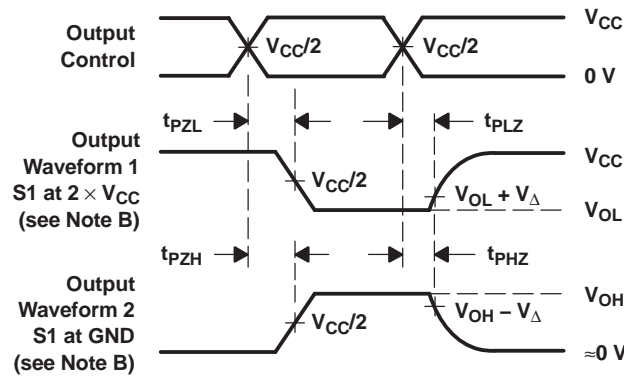 Output
Control
V_CC/2
V_CC/2
V_CC
0 V
t_PZL
t_PLZ
Output
Waveform 1
S1 at 2 × V_CC
(see Note B)
V_CC/2
V_OL + V_Δ
V_CC
V_OL
t_PZH
t_PHZ
Output
Waveform 2
S1 at GND
(see Note B)
V_CC/2
V_OH – V_Δ
V_OH
≈0 V